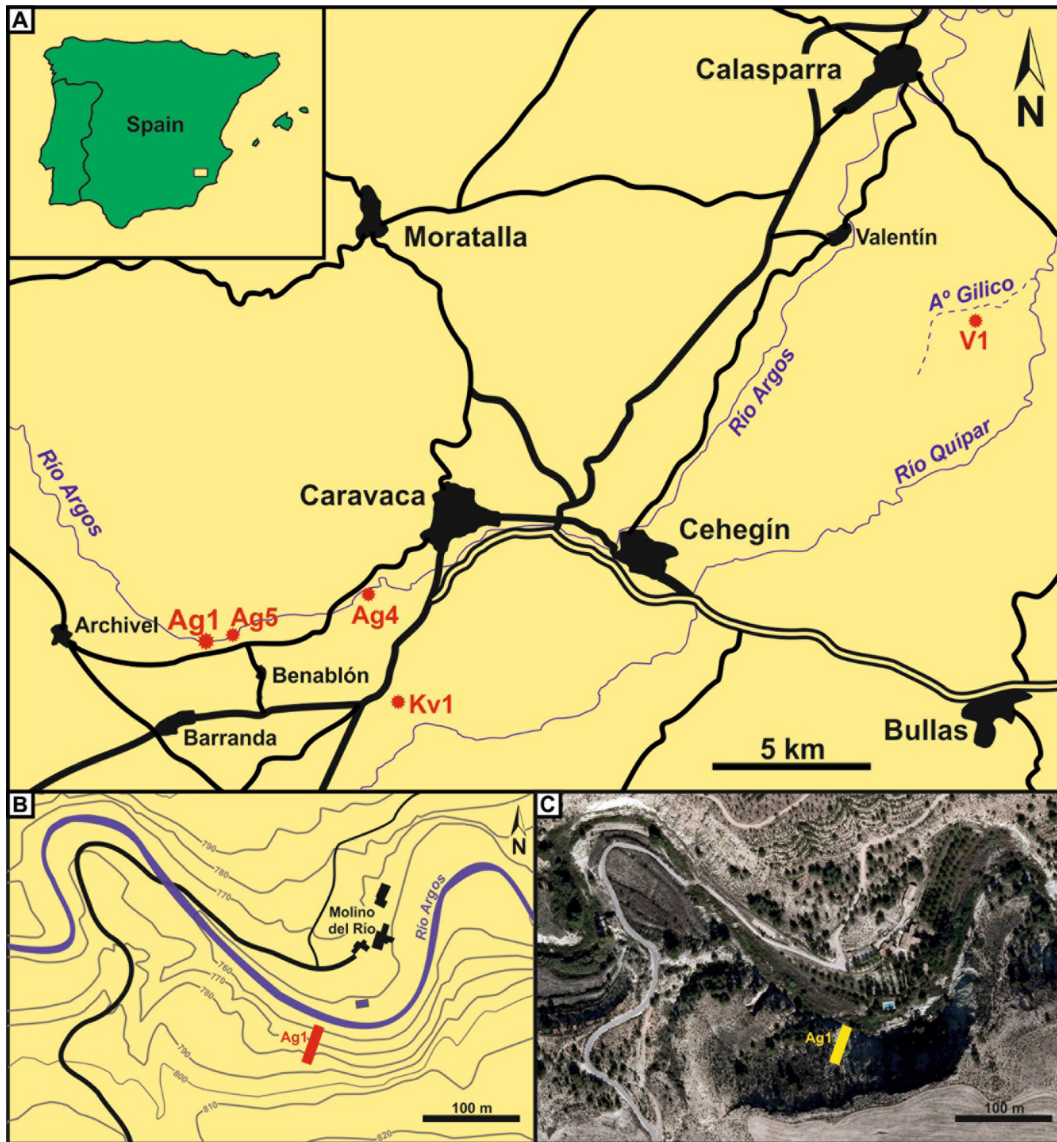 A
Spain
N
Calasparra
Moratalla
Valentín
Aº Gilico
V1
Río Argos
Río Quípar
Río Argos
Caravaca
Cehegín
Ag1
Ag5
Ag4
Archivel
Benablón
Kv1
Barranda
Bullas
5 km
B
N
790
780
770
Molino
del Río
Río Argos
760
770
780
Ag1
790
800
810
820
100 m
C
Ag1
100 m